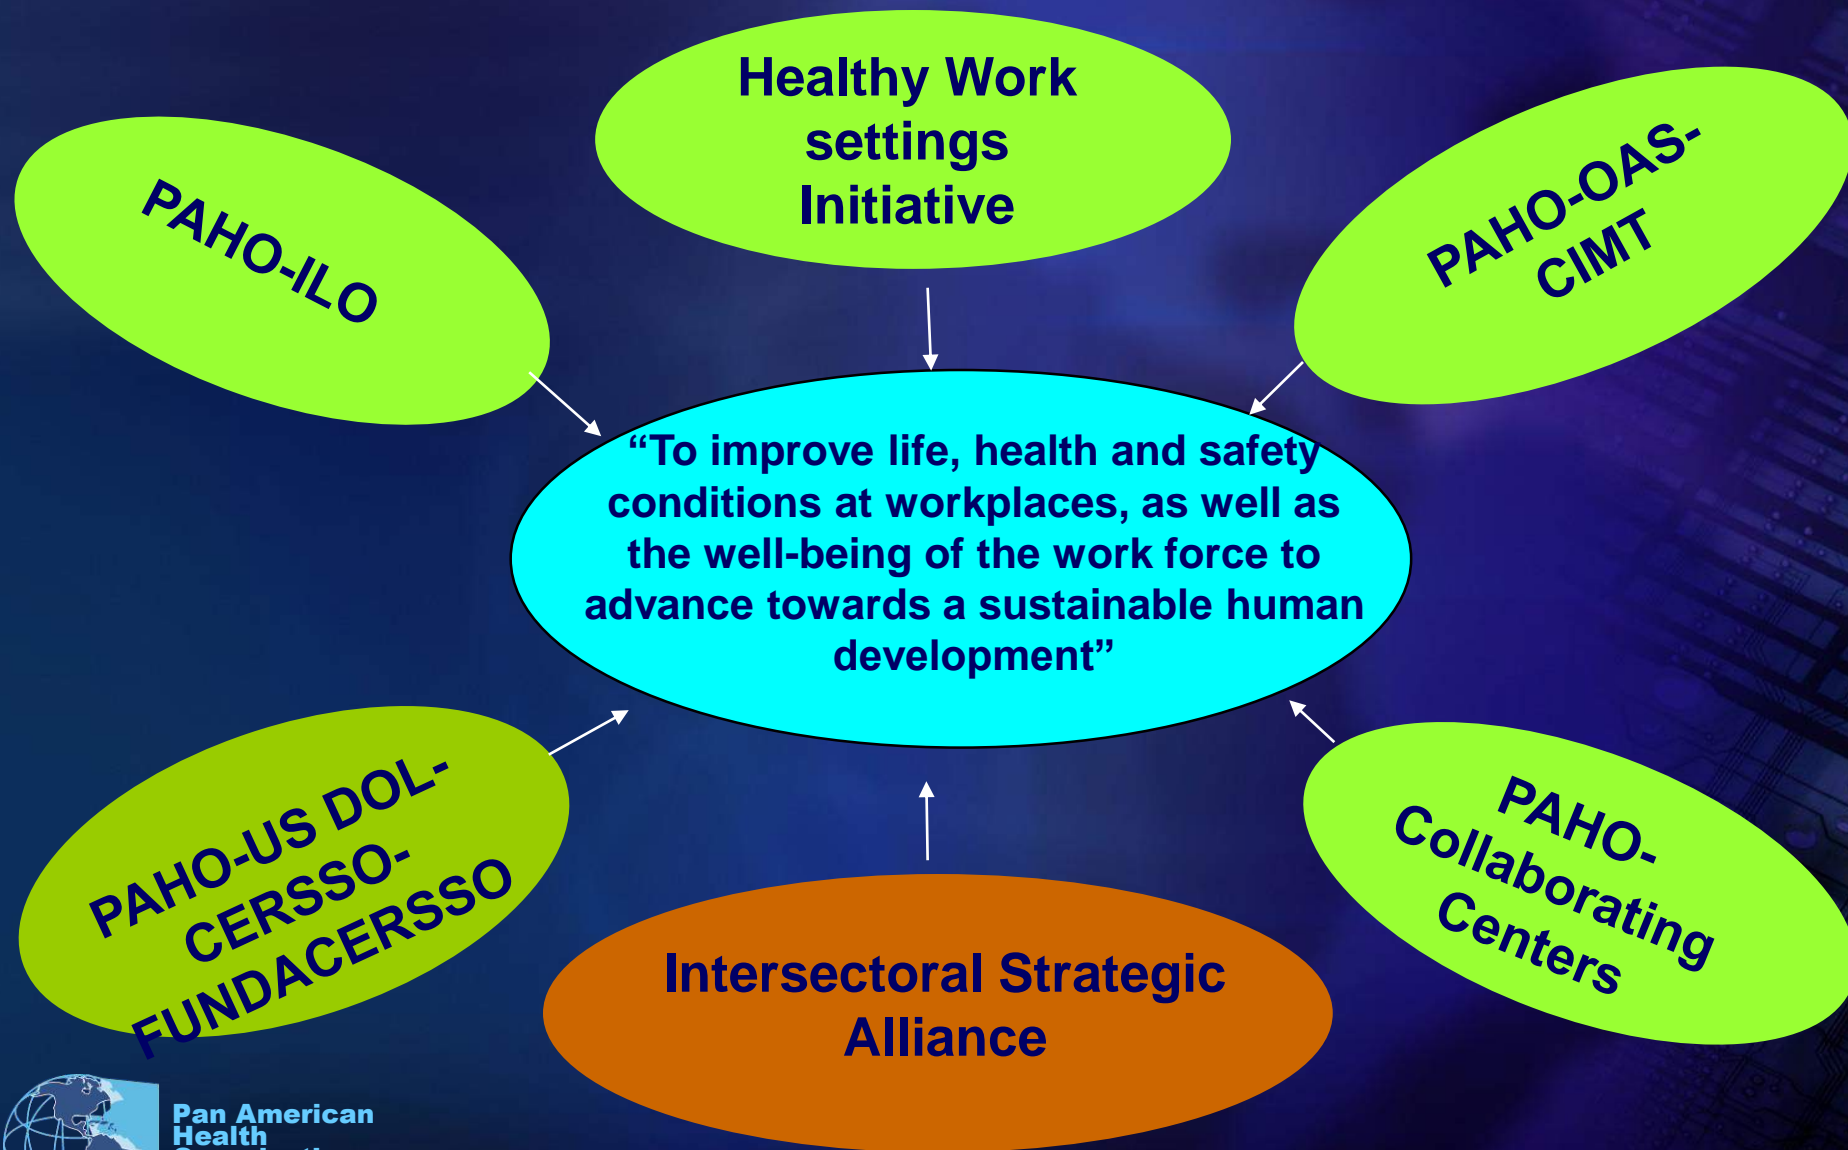 Healthy Work
settings
Initiative
PAHO-ILO
PAHO-OAS-
CIMT
“To improve life, health and safety
conditions at workplaces, as well as
the well-being of the work force to
advance towards a sustainable human
development”
PAHO-US DOL-
CERSSO-
FUNDACERSSO
PAHO-
Collaborating
Centers
Intersectoral Strategic
Alliance
Pan American
Health